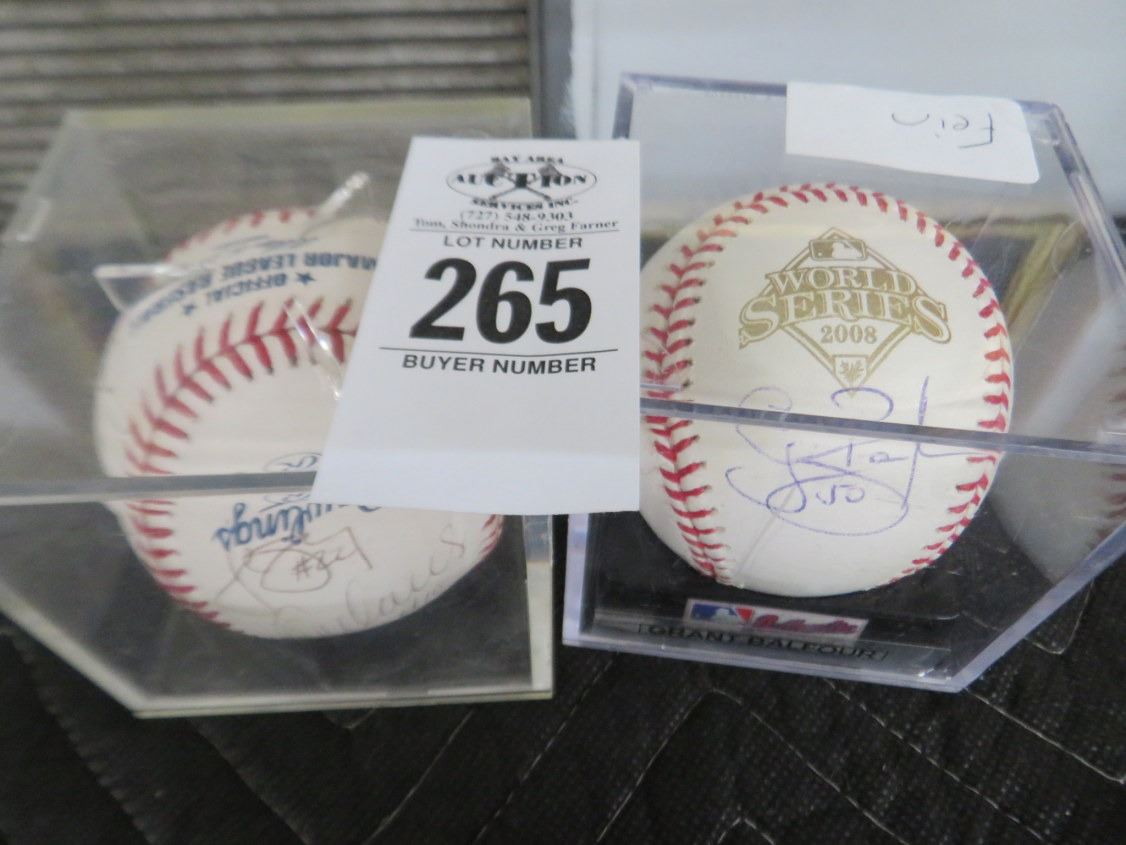 BAY AREA
AUCTION
SERVICES INC.
(727) 548-9303
Tom, Shondra & Greg Farner
LOT NUMBER
265
BUYER NUMBER
Fein
MAJOR LEAGUE
OFFICIAL
Rawlings
#24
WORLD
SERIES
2008
50
GRANT BALFOUR